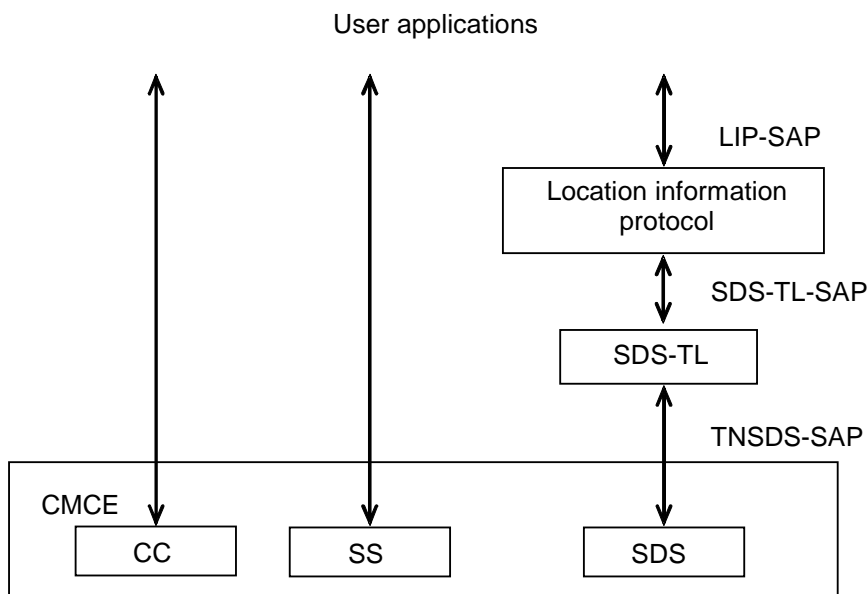 User applications
LIP-SAP
Location information
protocol
SDS-TL-SAP
SDS-TL
TNSDS-SAP
CMCE
CC
SS
SDS